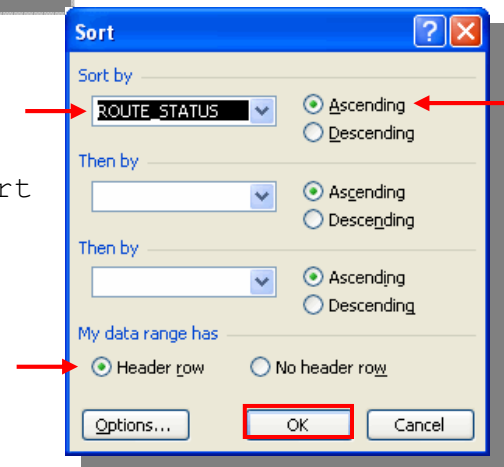 Sort
Sort by
ROUTE_STATUS
Ascending
Descending
Then by
rt
Ascending
Descending
Then by
Ascending
Descending
My data range has
Header row
No header row
Options...
OK
Cancel